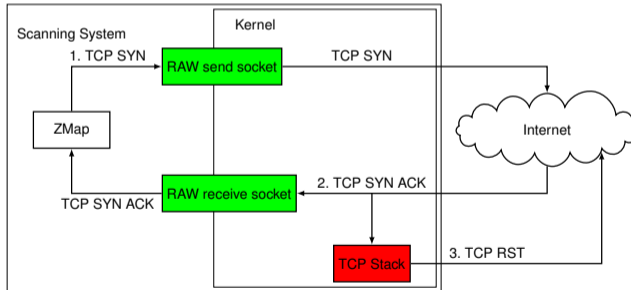 Scanning System
Kernel
1. TCP SYN
RAW send socket
TCP SYN
ZMap
Internet
TCP SYN ACK
RAW receive socket
2. TCP SYN ACK
TCP Stack
3. TCP RST